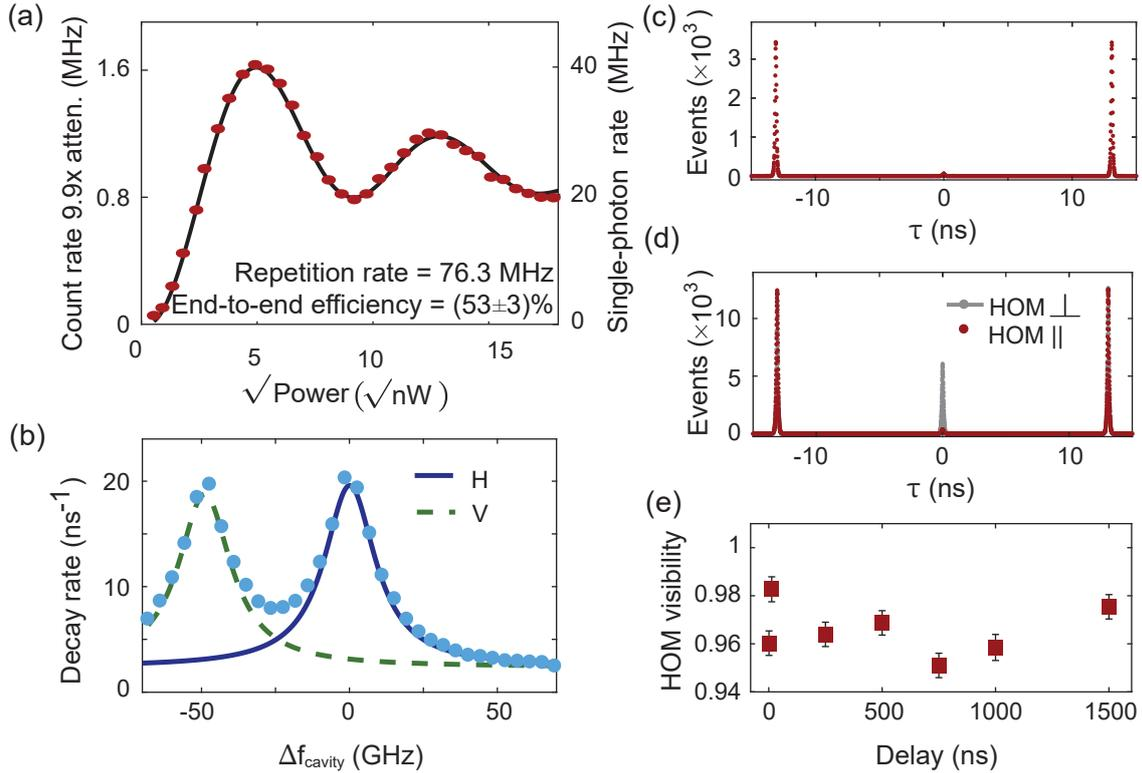 (a)
Count rate 9.9x atten. (MHz)
1.6
0.8
0
40
20
0
Single-photon rate (MHz)
Repetition rate = 76.3 MHz
End-to-end efficiency = (53±3)%
0
5
10
15
√Power (√nW)
(b)
Decay rate (ns⁻¹)
20
10
0
H
V
-50
0
50
Δf_cavity (GHz)
(c)
Events (×10³)
3
2
1
0
-10
0
10
τ (ns)
(d)
Events (×10³)
10
5
0
HOM ⊥
HOM ||
-10
0
10
τ (ns)
(e)
HOM visibility
1
0.98
0.96
0.94
0
500
1000
1500
Delay (ns)